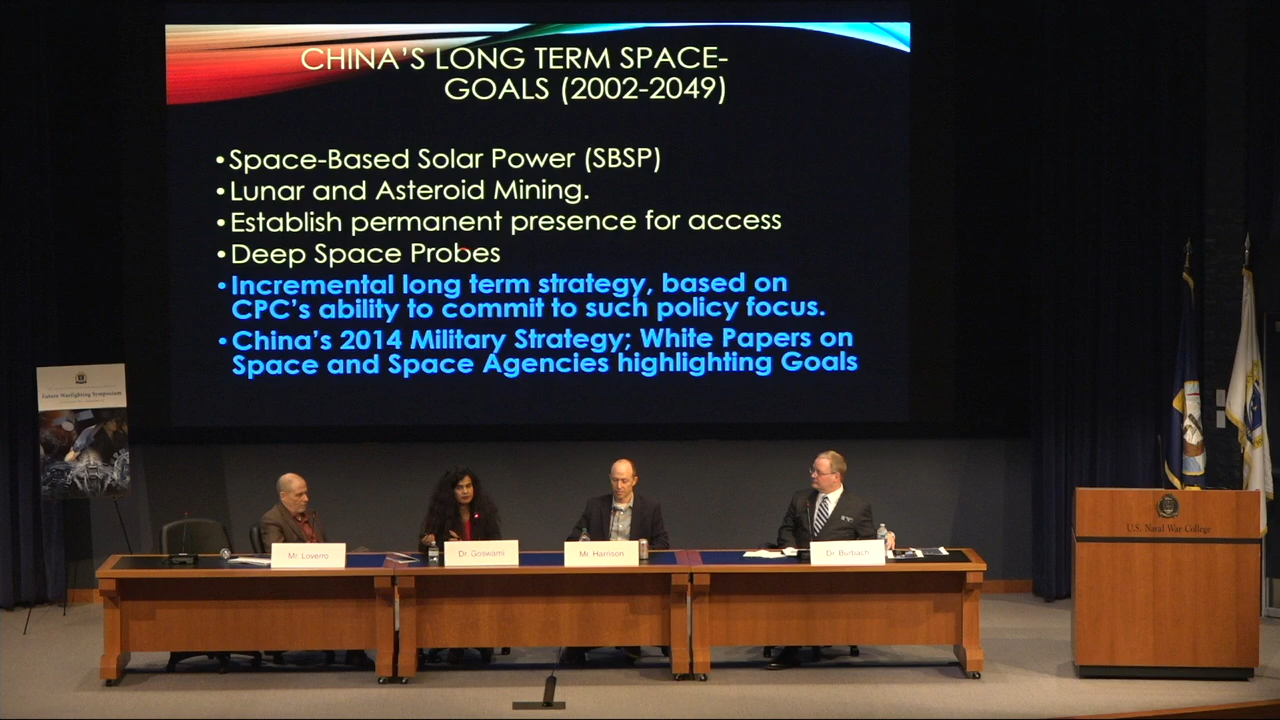 CHINA'S LONG TERM SPACE-
GOALS (2002-2049)
•Space-Based Solar Power (SBSP)
•Lunar and Asteroid Mining.
•Establish permanent presence for access
•Deep Space Probes
•Incremental long term strategy, based on
CPC's ability to commit to such policy focus.
•China's 2014 Military Strategy; White Papers on
Space and Space Agencies highlighting Goals
Future Warfighting Symposium
Mr. Loverro
Dr. Goswami
Mr. Harrison
Dr. Burbach
U.S. Naval War College